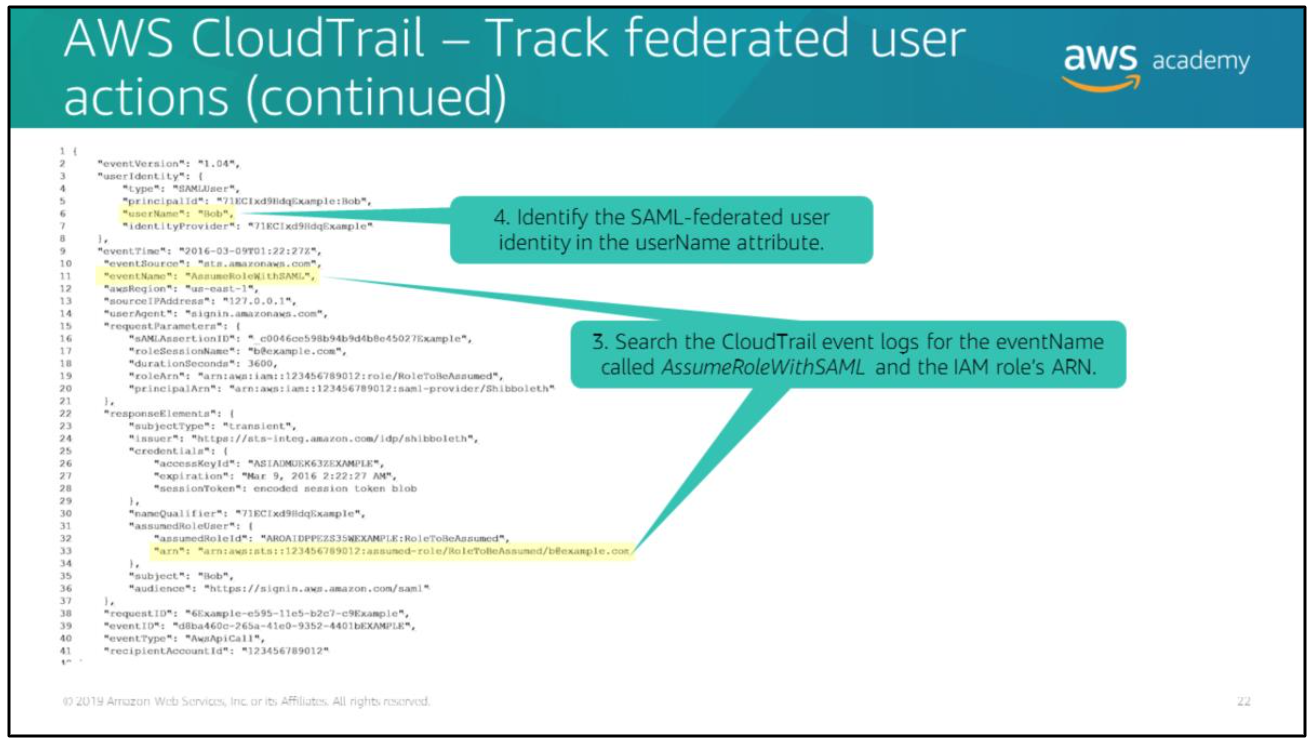 AWS CloudTrail – Track federated user
actions (continued)
aws academy
1 {
2 "eventVersion": "1.04",
3 "userIdentity": {
4 "type": "SAMLUser",
5 "principalId": "71ECIxd9HdqExample:Bob",
6 "userName": "Bob",
7 "identityProvider": "71ECIxd9HdqExample"
8 },
9 "eventTime": "2016-03-09T01:22:27Z",
10 "eventSource": "sts.amazonaws.com",
11 "eventName": "AssumeRoleWithSAML",
12 "awsRegion": "us-east-1",
13 "sourceIPAddress": "127.0.0.1",
14 "userAgent": "signin.amazonaws.com",
15 "requestParameters": {
16 "sAMLAssertionID": "_c0046ce598b94b9d4b8e45027Example",
17 "roleSessionName": "b@example.com",
18 "durationSeconds": 3600,
19 "roleArn": "arn:aws:iam::123456789012:role/RoleToBeAssumed",
20 "principalArn": "arn:aws:iam::123456789012:saml-provider/Shibboleth"
21 },
22 "responseElements": {
23 "subjectType": "transient",
24 "issuer": "https://sts-integ.amazon.com/idp/shibboleth",
25 "credentials": {
26 "accessKeyId": "ASIADMUEK63ZEXAMPLE",
27 "expiration": "Mar 9, 2016 2:22:27 AM",
28 "sessionToken": encoded session token blob
29 },
30 "nameQualifier": "71ECIxd9HdqExample",
31 "assumedRoleUser": {
32 "assumedRoleId": "AROAIDPPEZS35WEXAMPLE:RoleToBeAssumed",
33 "arn": "arn:aws:sts::123456789012:assumed-role/RoleToBeAssumed/b@example.com
34 },
35 "subject": "Bob",
36 "audience": "https://signin.aws.amazon.com/saml"
37 },
38 "requestID": "6Example-e595-11e5-b2c7-c9Example",
39 "eventID": "d8ba460c-265a-41e0-9352-4401bEXAMPLE",
40 "eventType": "AwsApiCall",
41 "recipientAccountId": "123456789012"
4. Identify the SAML-federated user
identity in the userName attribute.
3. Search the CloudTrail event logs for the eventName
called AssumeRoleWithSAML and the IAM role's ARN.
© 2019 Amazon Web Services, Inc. or its Affiliates. All rights reserved.
22